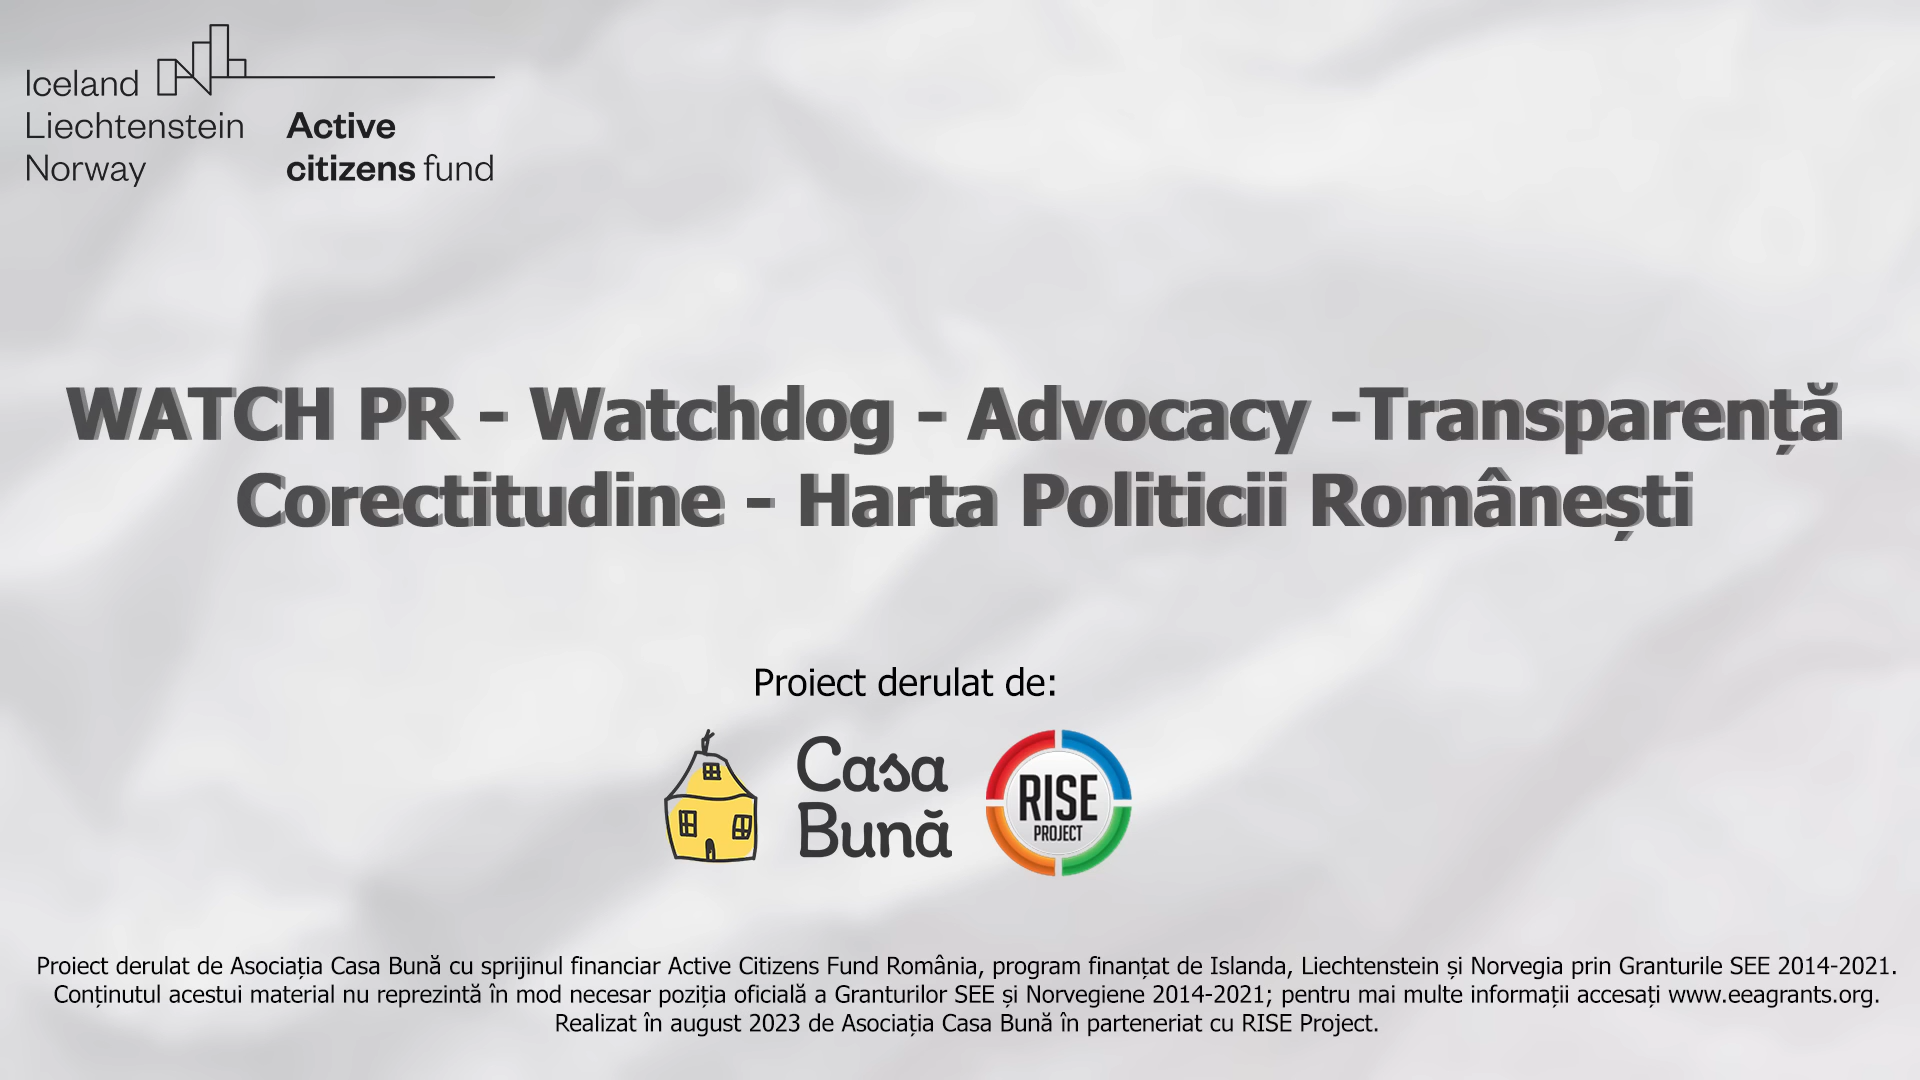 Iceland
Liechtenstein
Norway
Active
citizens fund
WATCH PR - Watchdog - Advocacy -Transparență
Corectitudine - Harta Politicii Românești
Proiect derulat de:
Casa
Bună
RISE
PROJECT
Proiect derulat de Asociația Casa Bună cu sprijinul financiar Active Citizens Fund România, program finanțat de Islanda, Liechtenstein și Norvegia prin Granturile SEE 2014-2021.
Conținutul acestui material nu reprezintă în mod necesar poziția oficială a Granturilor SEE și Norvegiene 2014-2021; pentru mai multe informații accesați www.eeagrants.org.
Realizat în august 2023 de Asociația Casa Bună în parteneriat cu RISE Project.